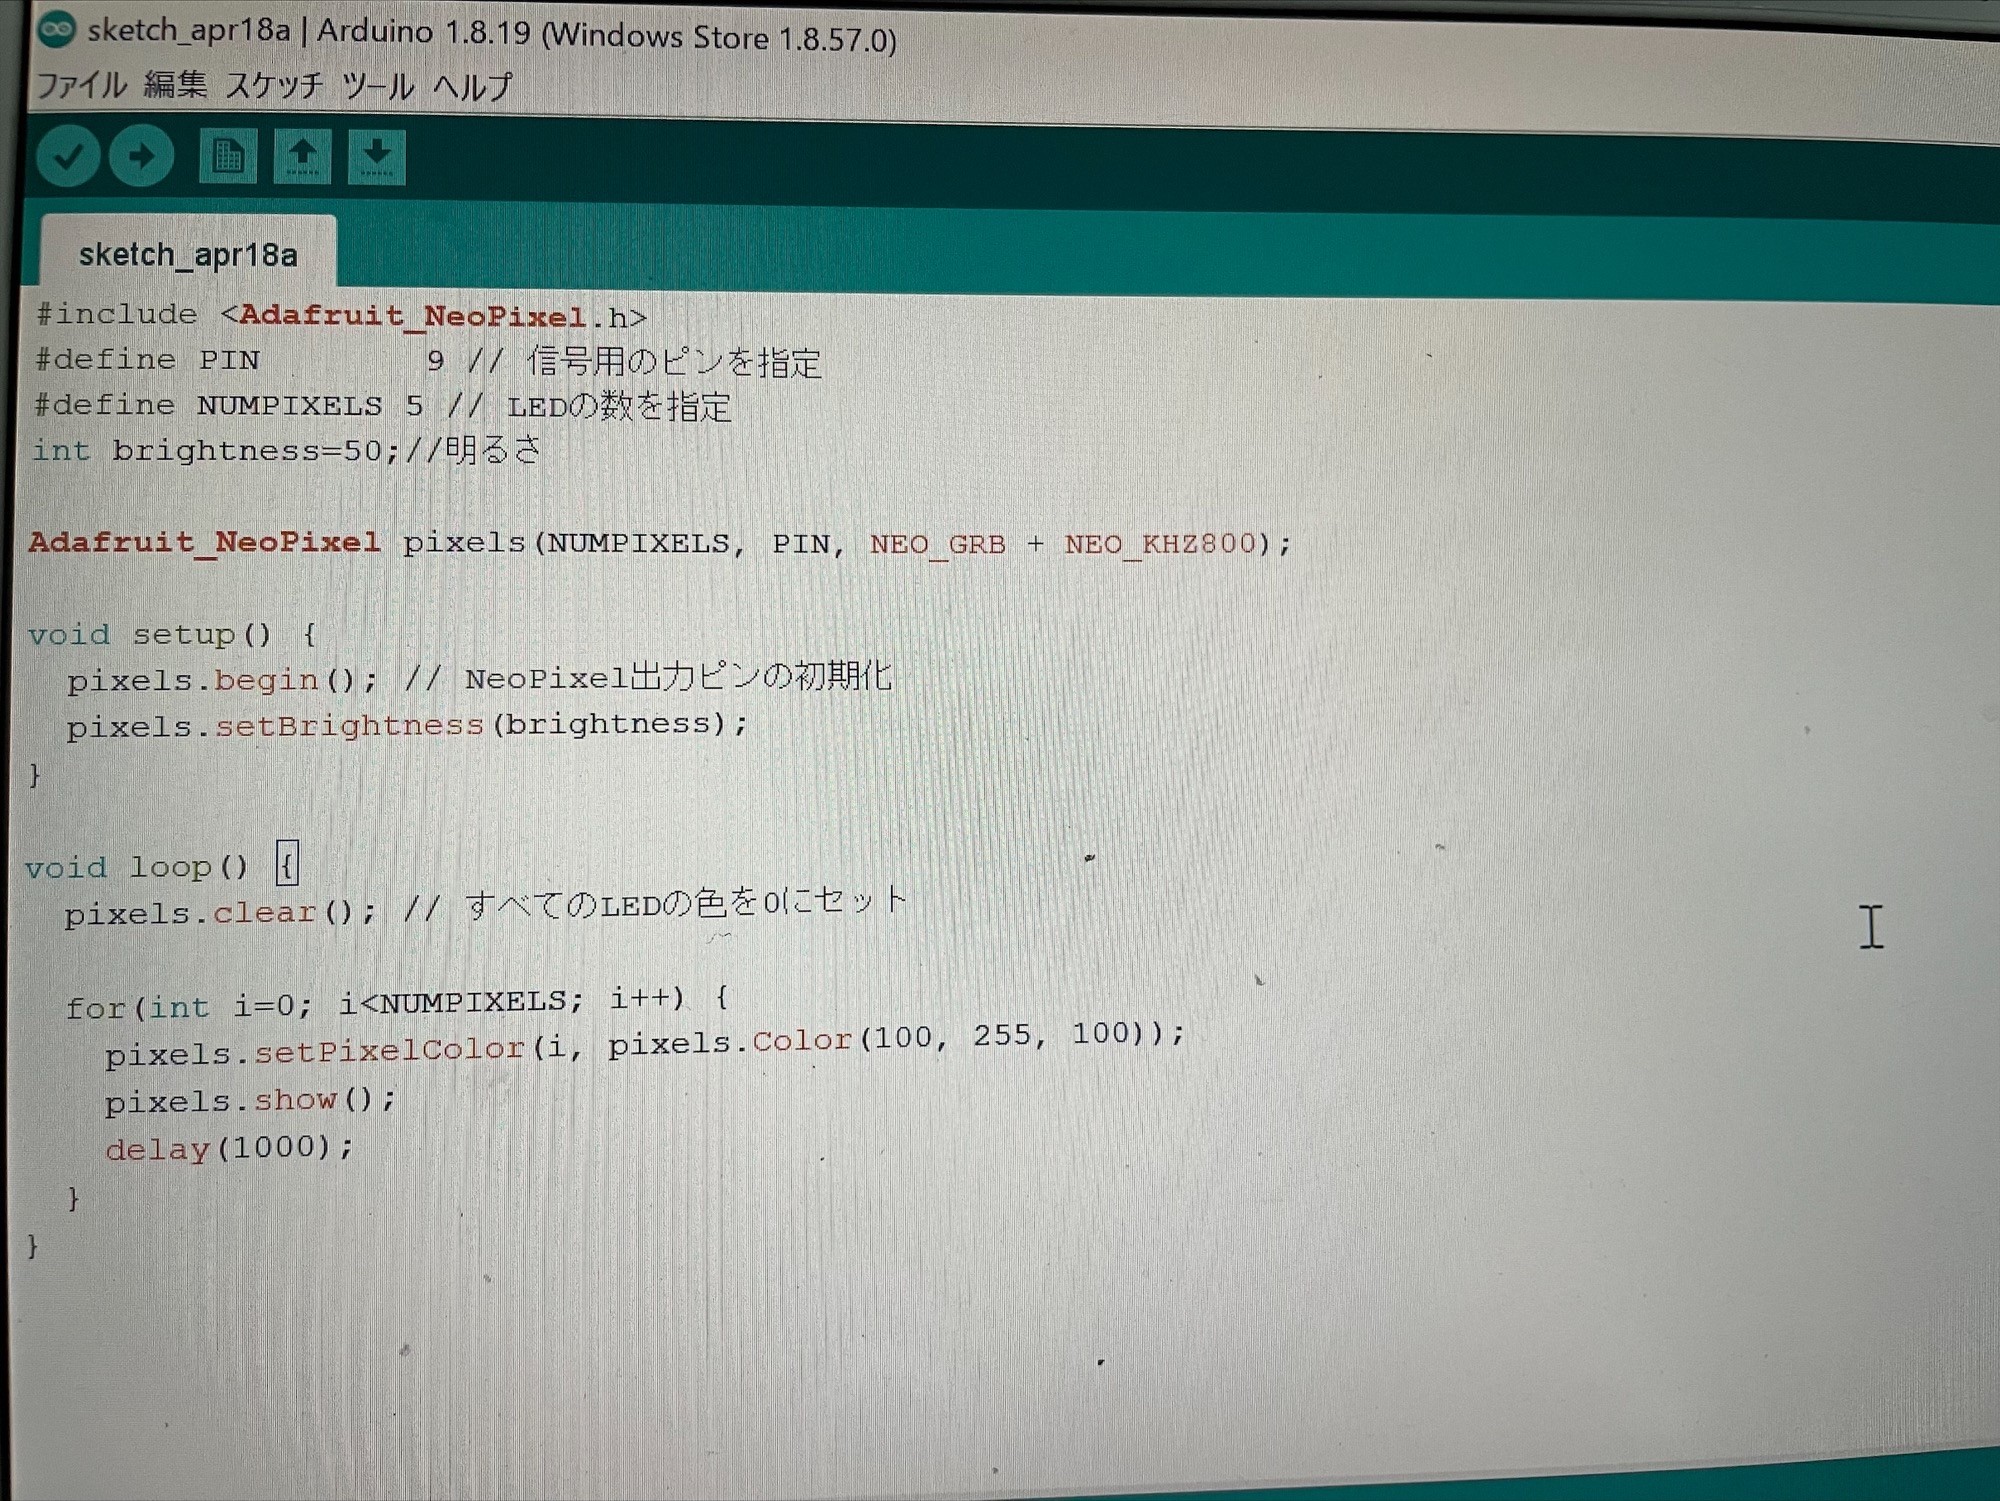 sketch_apr18a | Arduino 1.8.19 (Windows Store 1.8.57.0)
ファイル 編集 スケッチ ツール ヘルプ
sketch_apr18a
#include <Adafruit_NeoPixel.h>
#define PIN 9 // 信号用のピンを指定
#define NUMPIXELS 5 // LEDの数を指定
int brightness=50;//明るさ
Adafruit_NeoPixel pixels(NUMPIXELS, PIN, NEO_GRB + NEO_KHZ800);
void setup() {
pixels.begin(); // NeoPixel出力ピンの初期化
pixels.setBrightness(brightness);
}
void loop() {
pixels.clear(); // すべてのLEDの色を0にセット
for(int i=0; i<NUMPIXELS; i++) {
pixels.setPixelColor(i, pixels.Color(100, 255, 100));
pixels.show();
delay(1000);
}
}